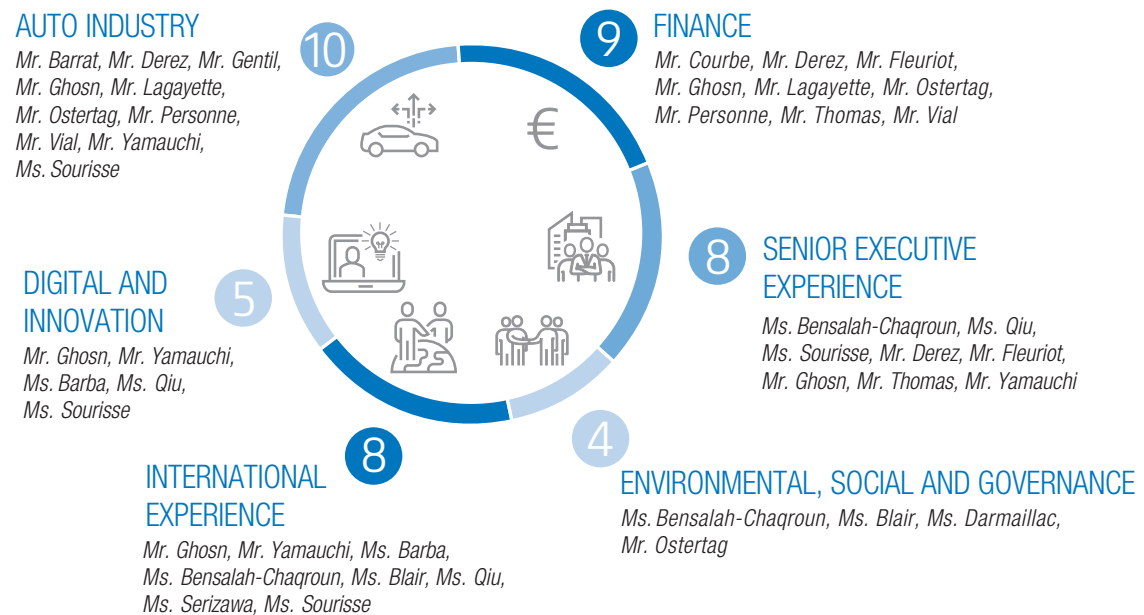 AUTO INDUSTRY
10
Mr. Barrat, Mr. Derez, Mr. Gentil,
Mr. Ghosn, Mr. Lagayette,
Mr. Ostertag, Mr. Personne,
Mr. Vial, Mr. Yamauchi,
Ms. Sourisse
9
FINANCE
Mr. Courbe, Mr. Derez, Mr. Fleuriot,
Mr. Ghosn, Mr. Lagayette, Mr. Ostertag,
Mr. Personne, Mr. Thomas, Mr. Vial
€
8
SENIOR EXECUTIVE
EXPERIENCE
Ms. Bensalah-Chaqroun, Ms. Qiu,
Ms. Sourisse, Mr. Derez, Mr. Fleuriot,
Mr. Ghosn, Mr. Thomas, Mr. Yamauchi
DIGITAL AND
INNOVATION
5
Mr. Ghosn, Mr. Yamauchi,
Ms. Barba, Ms. Qiu,
Ms. Sourisse
4
ENVIRONMENTAL, SOCIAL AND GOVERNANCE
Ms. Bensalah-Chaqroun, Ms. Blair, Ms. Darmaillac,
Mr. Ostertag
8
INTERNATIONAL
EXPERIENCE
Mr. Ghosn, Mr. Yamauchi, Ms. Barba,
Ms. Bensalah-Chaqroun, Ms. Blair, Ms. Qiu,
Ms. Serizawa, Ms. Sourisse